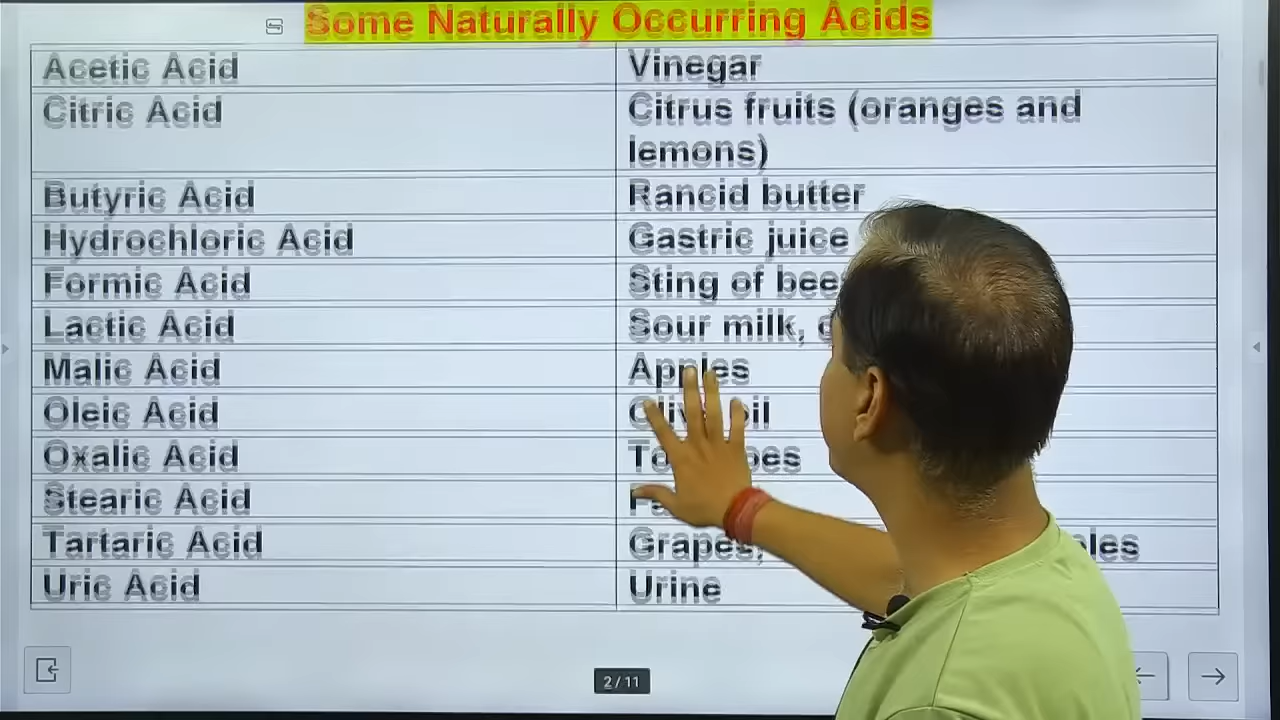 Some Naturally Occurring Acids
Acetic Acid Vinegar
Citric Acid Citrus fruits (oranges and
lemons)
Butyric Acid Rancid butter
Hydrochloric Acid Gastric juice
Formic Acid Sting of
Lactic Acid Sour milk,
Malic Acid Apples
Oleic Acid
Oxalic Acid
Stearic Acid
Tartaric Acid Grapes,
Uric Acid Urine
2 / 11